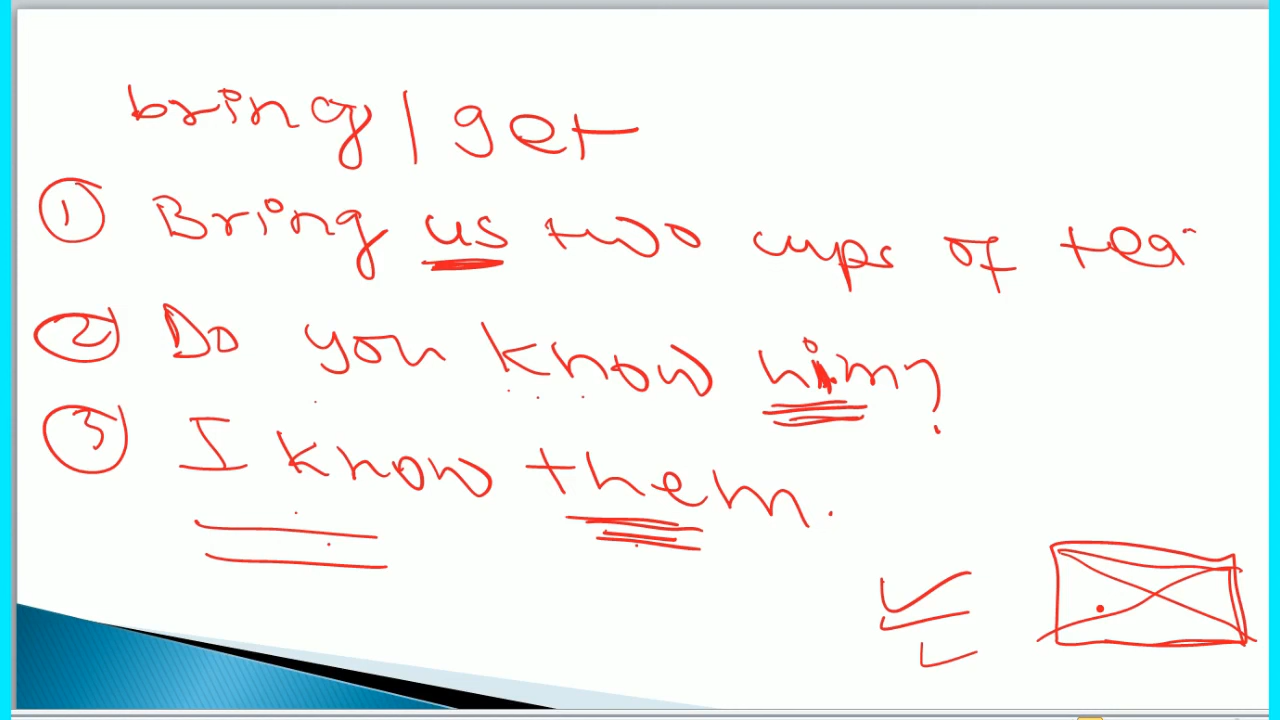 bring / get
① Bring us two cups of tea
② Do you know him?
③ I know them.